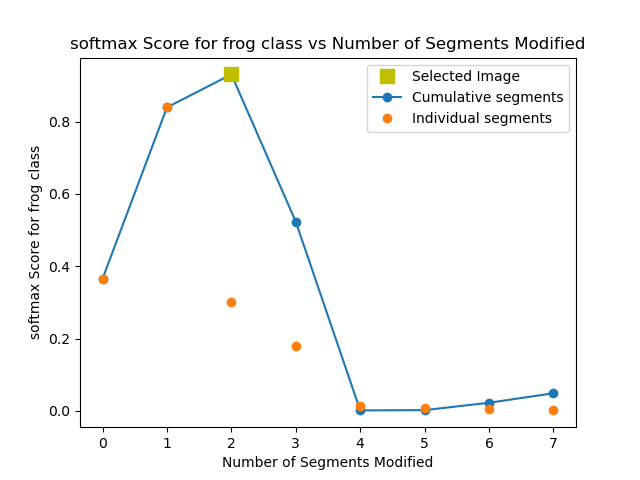 softmax Score for frog class vs Number of Segments Modified
Selected Image
Cumulative segments
Individual segments
softmax Score for frog class
0.8
0.6
0.4
0.2
0.0
0 1 2 3 4 5 6 7
Number of Segments Modified